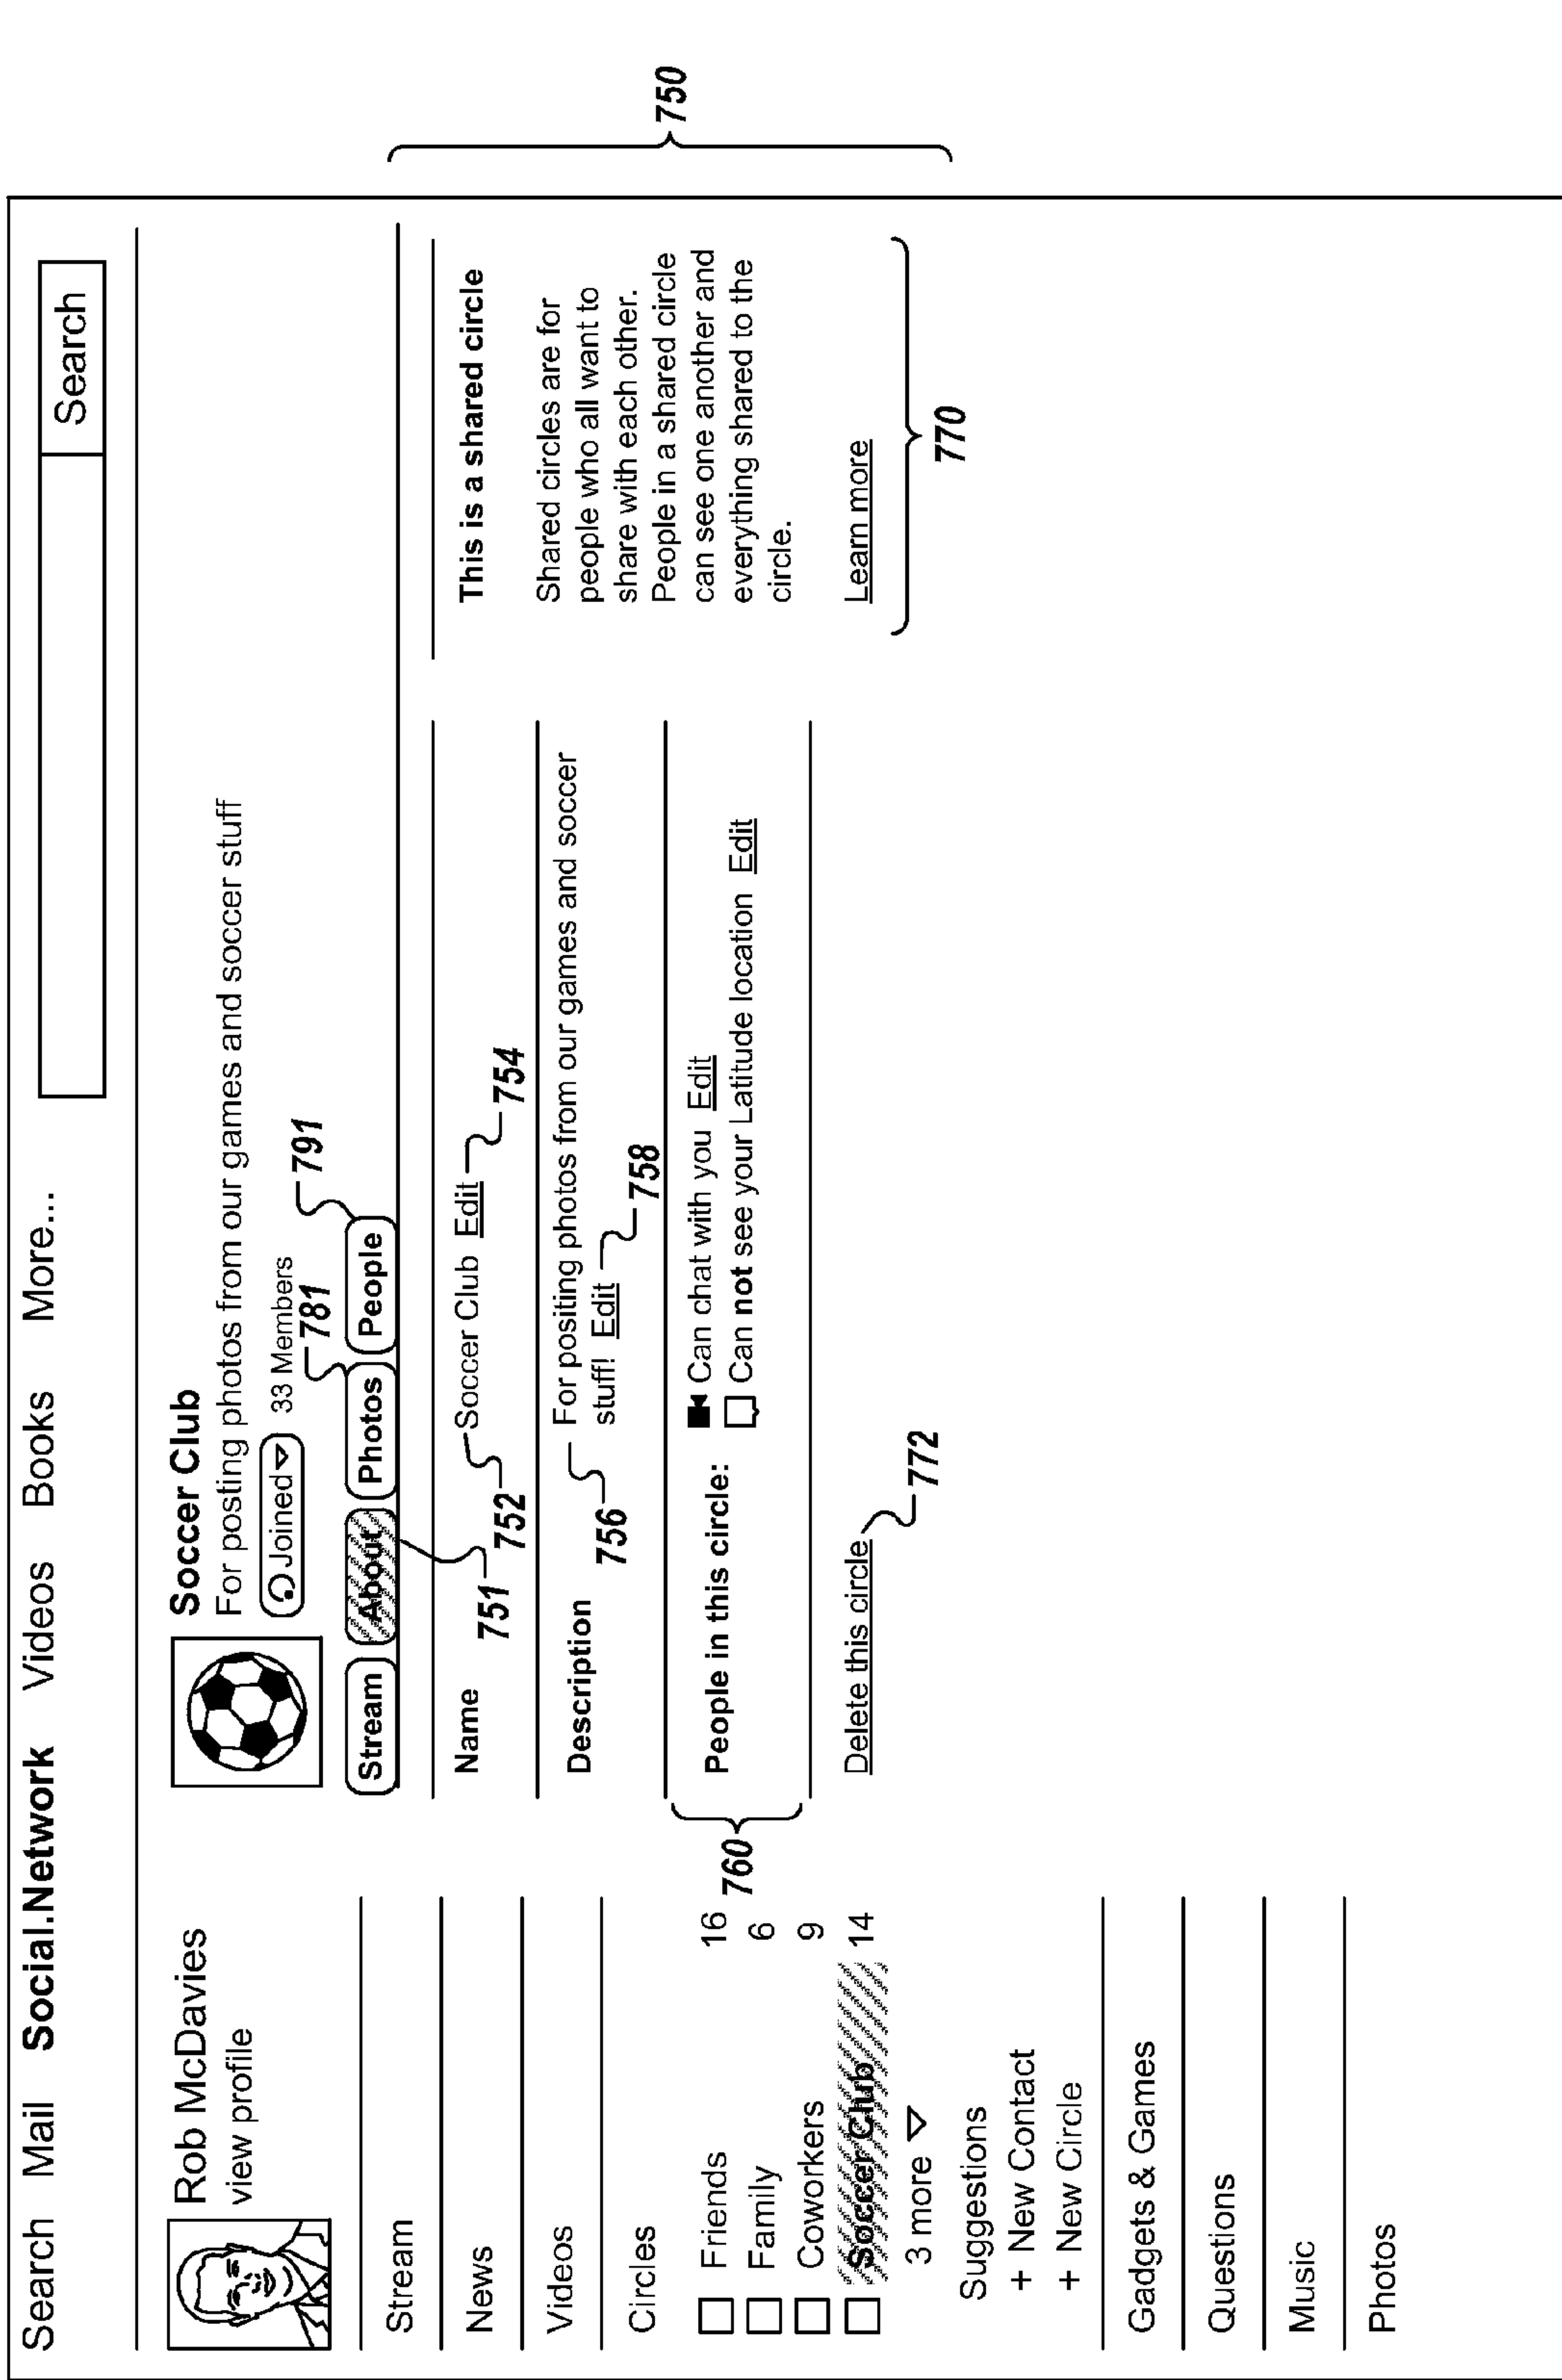 Search Mail Social.Network Videos Books More...
Search
Rob McDavies
view profile
Stream
News
Videos
Circles
Friends 16
Family 6
Coworkers 9
Soccer Club 14
3 more
Suggestions
+ New Contact
+ New Circle
Gadgets & Games
Questions
Music
Photos
Soccer Club
For posting photos from our games and soccer stuff
Joined 33 Members
781
791
Stream About Photos People
751
Name Soccer Club Edit
752
754
Description For positing photos from our games and soccer
stuff! Edit
756
758
760
People in this circle: Can chat with you Edit
Can not see your Latitude location Edit
Delete this circle
772
This is a shared circle
Shared circles are for
people who all want to
share with each other.
People in a shared circle
can see one another and
everything shared to the
circle.
Learn more
770
750